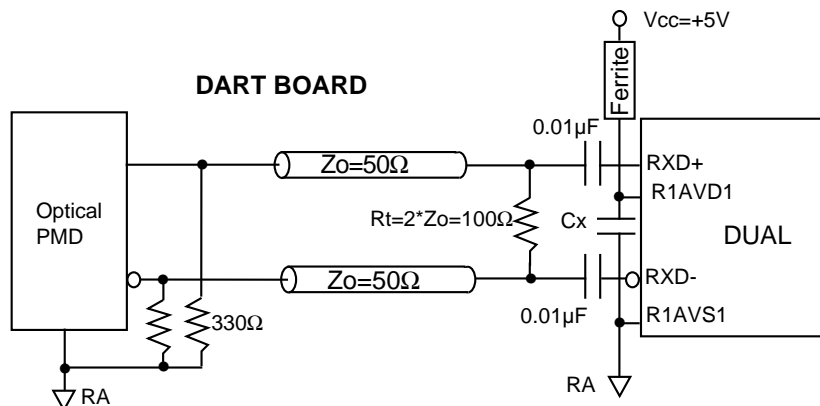 Vcc=+5V
Ferrite
DART BOARD
0.01µF
Zo=50Ω
RXD+
R1AVD1
Optical
PMD
Rt=2*Zo=100Ω
Cx
DUAL
Zo=50Ω
RXD-
330Ω
0.01µF
R1AVS1
RA
RA